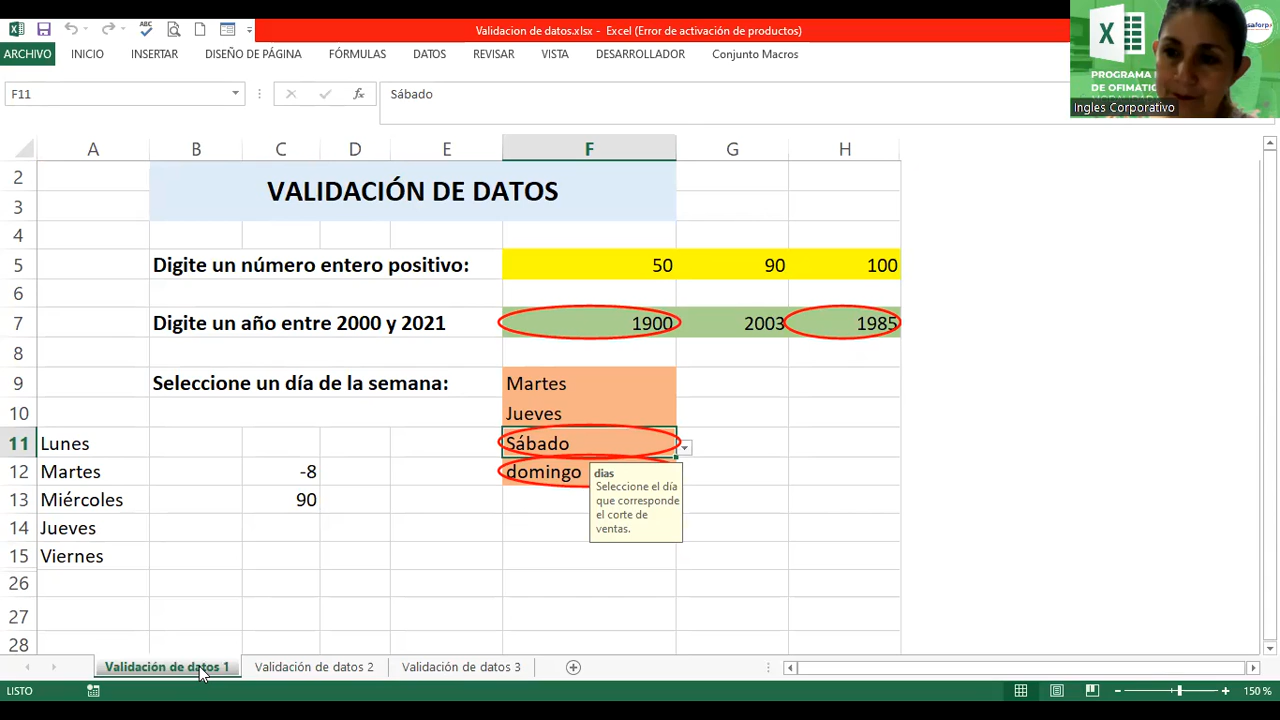 Validacion de datos.xlsx - Excel (Error de activación de productos)
ARCHIVO INICIO INSERTAR DISEÑO DE PÁGINA FÓRMULAS DATOS REVISAR VISTA DESARROLLADOR Conjunto Macros
PROGRAMA
DE OFIMATIC
Ingles Corporativo
F11 fx Sábado
A B C D E F G H
2
VALIDACIÓN DE DATOS
3
4
5 Digite un número entero positivo: 50 90 100
6
7 Digite un año entre 2000 y 2021 1900 2003 1985
8
9 Seleccione un día de la semana: Martes
10 Jueves
11 Lunes Sábado
12 Martes -8 domingo
13 Miércoles 90
14 Jueves
15 Viernes
26
27
28
dias
Seleccione el día
que corresponde
el corte de
ventas.
Validación de datos 1 Validación de datos 2 Validación de datos 3
LISTO 150 %